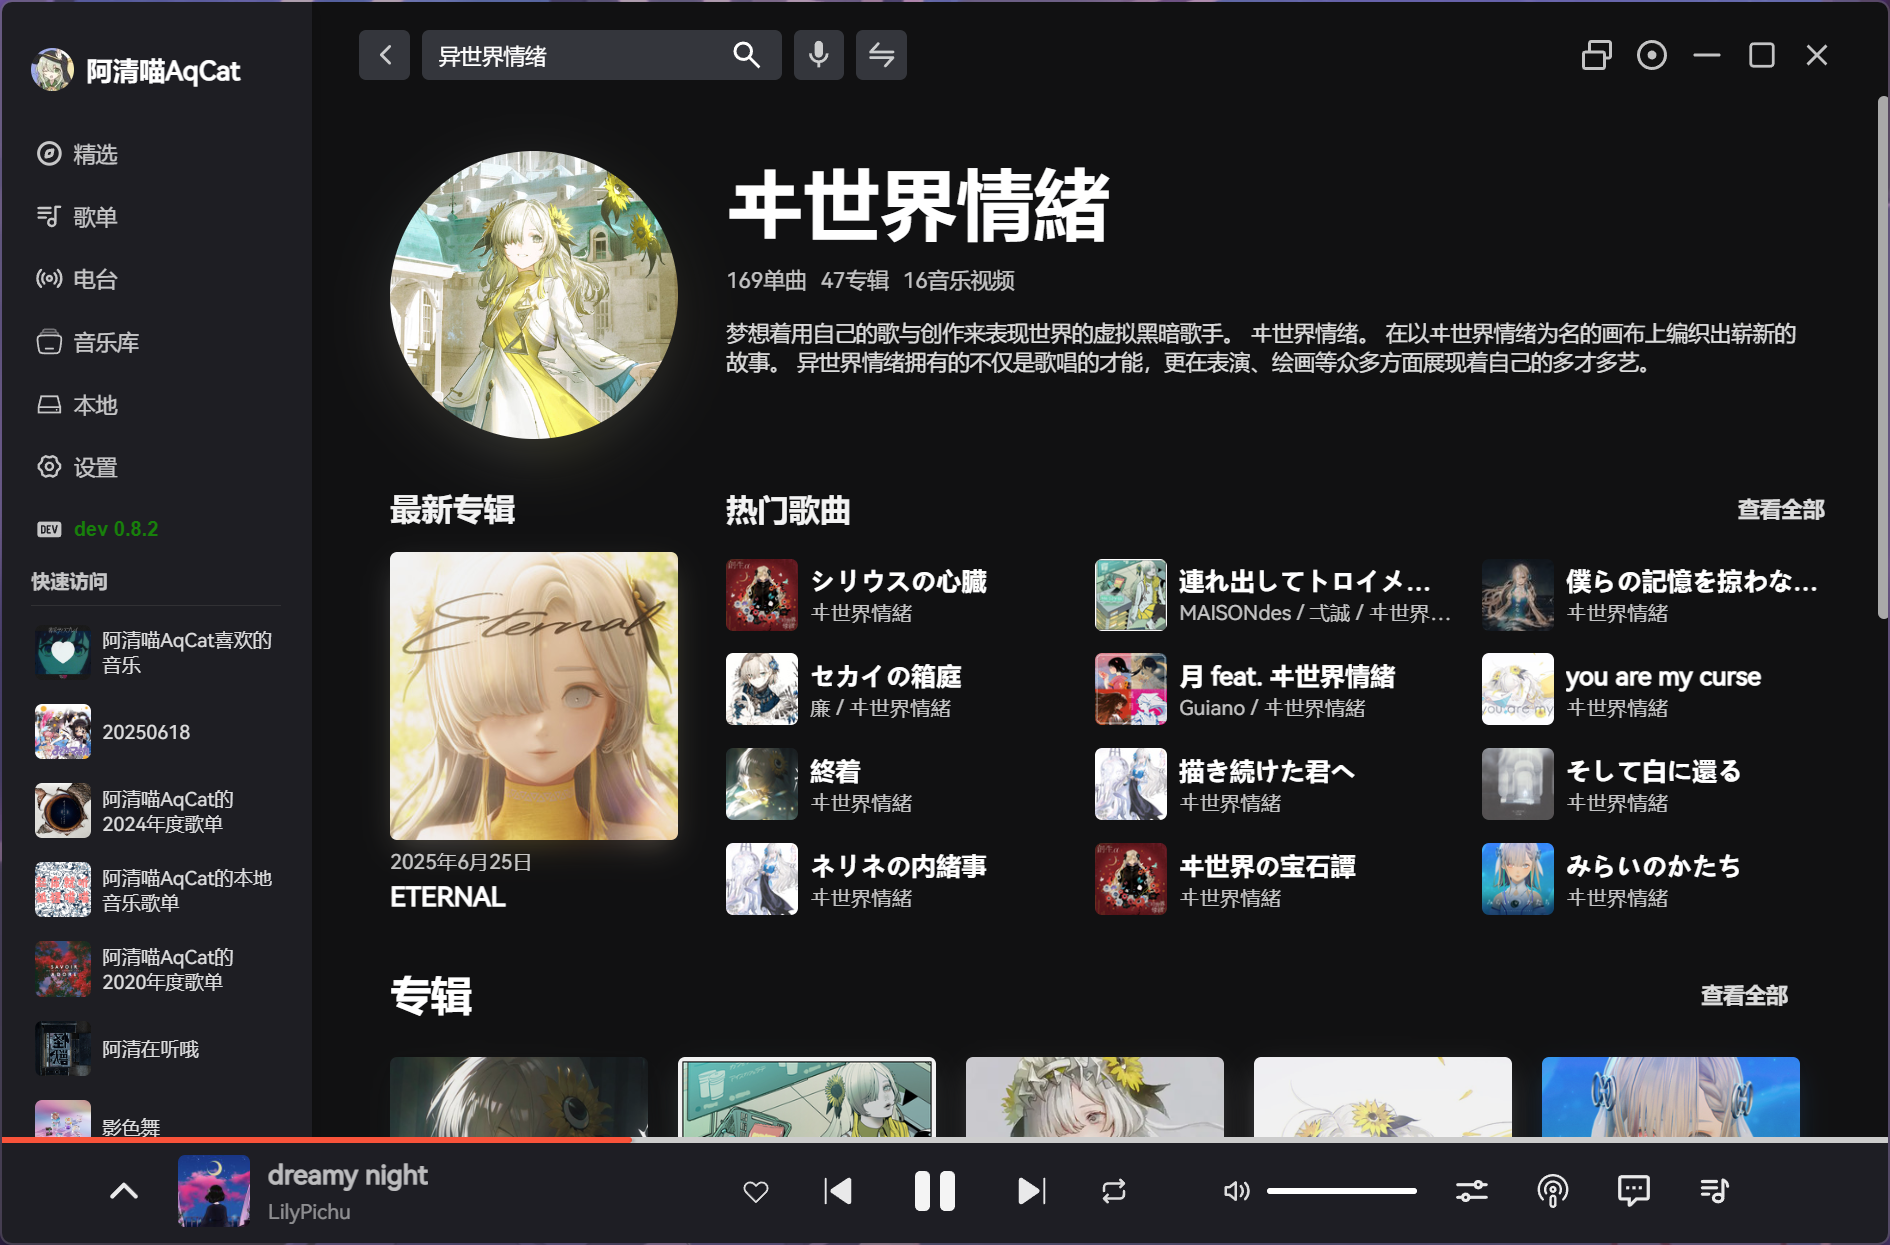 阿清喵AqCat
精选
歌单
电台
音乐库
本地
设置
DEV
dev 0.8.2
快速访问
阿清喵AqCat喜欢的
音乐
20250618
阿清喵AqCat的
2024年度歌单
阿清喵AqCat的本地
音乐歌单
阿清喵AqCat的
2020年度歌单
阿清在听哦
影色舞
异世界情绪
ヰ世界情緒
169单曲 47专辑 16音乐视频
梦想着用自己的歌与创作来表现世界的虚拟黑暗歌手。 ヰ世界情绪。 在以ヰ世界情绪为名的画布上编织出崭新的
故事。 异世界情绪拥有的不仅是歌唱的才能，更在表演、绘画等众多方面展现着自己的多才多艺。
最新专辑
Eternal
2025年6月25日
ETERNAL
热门歌曲
查看全部
シリウスの心臓
ヰ世界情緒
連れ出してトロイメ…
MAISONdes / 弌誠 / ヰ世界…
僕らの記憶を掠わな…
ヰ世界情緒
セカイの箱庭
廉 / ヰ世界情緒
月 feat. ヰ世界情緒
Guiano / ヰ世界情緒
you are my curse
ヰ世界情緒
終着
ヰ世界情緒
描き続けた君へ
ヰ世界情緒
そして白に還る
ヰ世界情緒
ネリネの内緒事
ヰ世界情緒
ヰ世界の宝石譚
ヰ世界情緒
みらいのかたち
ヰ世界情緒
专辑
查看全部
dreamy night
LilyPichu